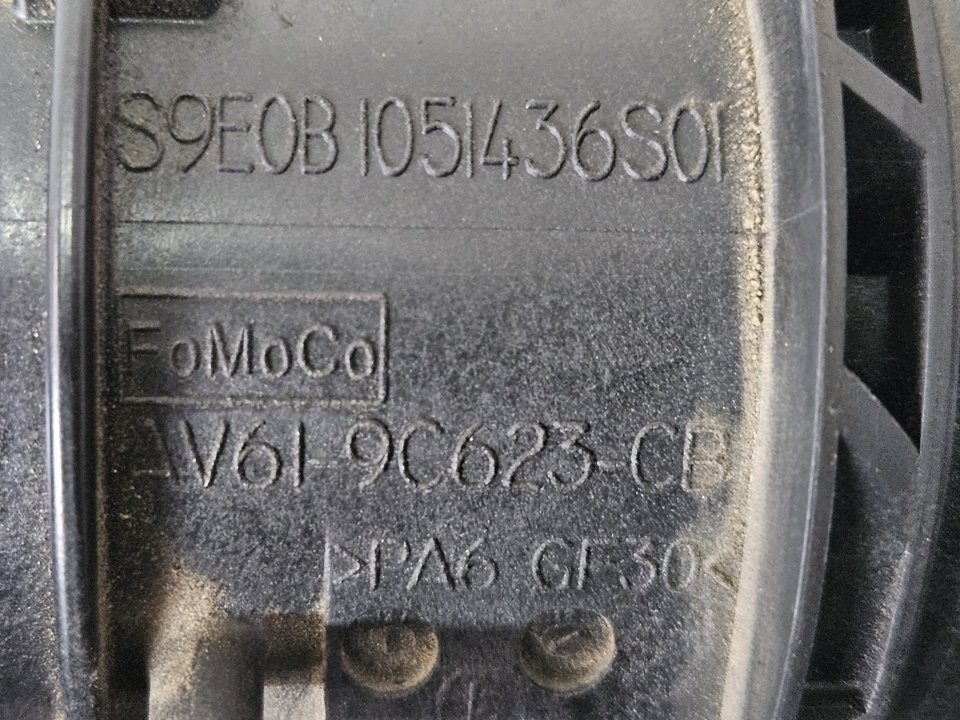 S9E0B 1051436S01
FoMoCo
AV61-9C623-CB
>PA6 GF30<